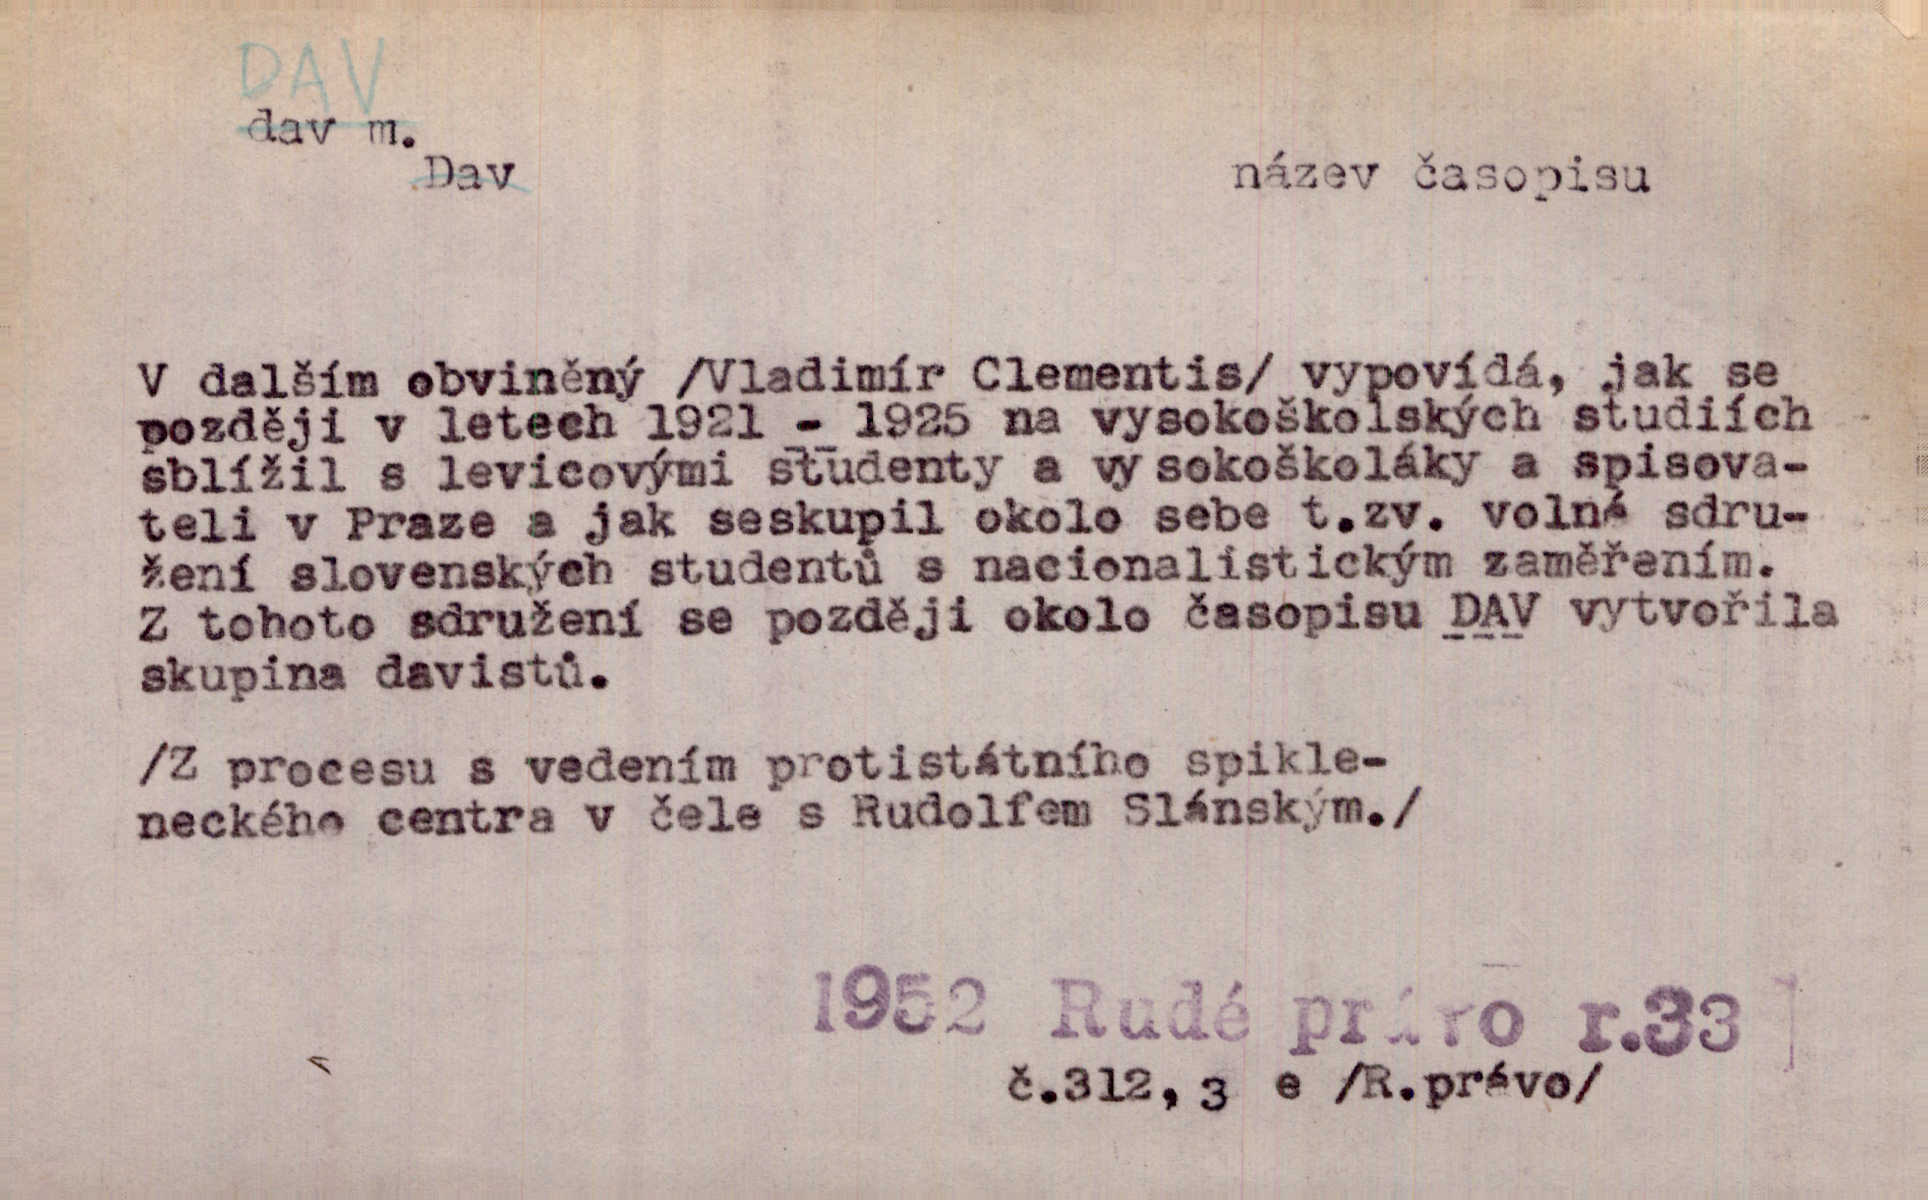 DAV
dav m.
Dav
název časopisu
V dalším obviněný /Vladimír Clementis/ vypovídá, jak se
později v letech 1921 - 1925 na vysokoškolských studiích
sblížil s levicovými studenty a vysokoškoláky a spisova-
teli v Praze a jak seskupil okolo sebe t.zv. volné sdru-
žení slovenských studentů s nacionalistickým zaměřením.
Z tohoto sdružení se později okolo časopisu DAV vytvořila
skupina davistů.
/Z procesu s vedením protistátního spikle-
neckého centra v čele s Rudolfem Slánským./
1952 Rudé právo r.33
č.312,3 e /R.právo/